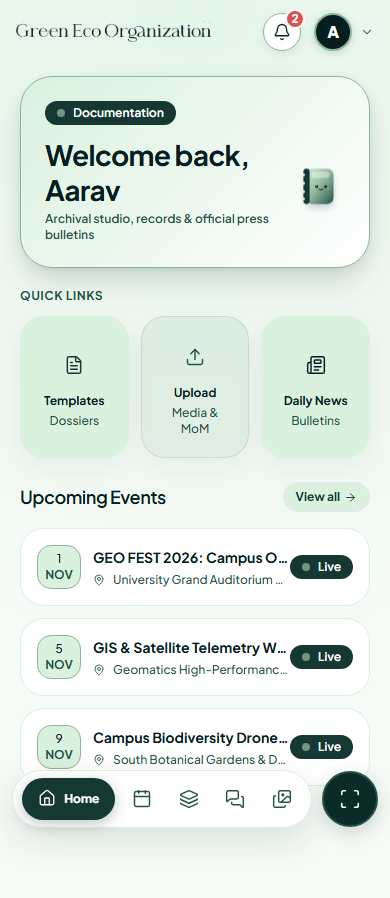 Green Eco Organization
2
A
Documentation
Welcome back,
Aarav
Archival studio, records & official press
bulletins
QUICK LINKS
Templates
Dossiers
Upload
Media &
MoM
Daily News
Bulletins
Upcoming Events
View all →
1
NOV
GEO FEST 2026: Campus O...
University Grand Auditorium ...
Live
5
NOV
GIS & Satellite Telemetry W...
Geomatics High-Performanc...
Live
9
NOV
Campus Biodiversity Drone...
South Botanical Gardens & D...
Live
Home